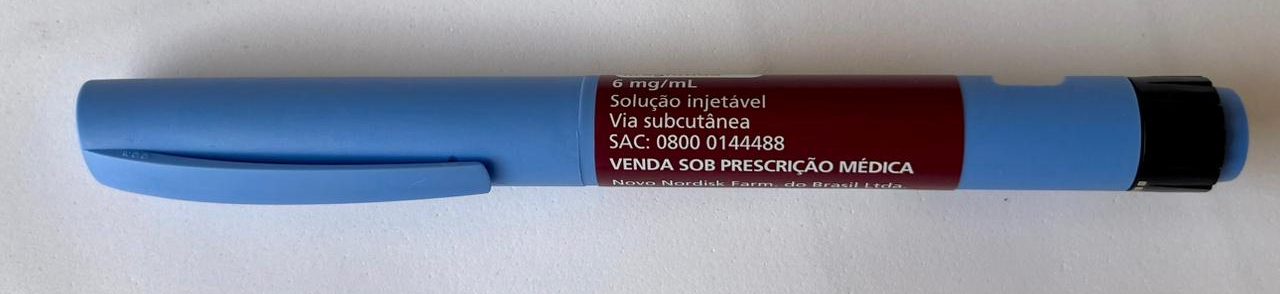 6 mg/mL
Solução injetável
Via subcutânea
SAC: 0800 0144488
VENDA SOB PRESCRIÇÃO MÉDICA
Novo Nordisk Farm. do Brasil Ltda.